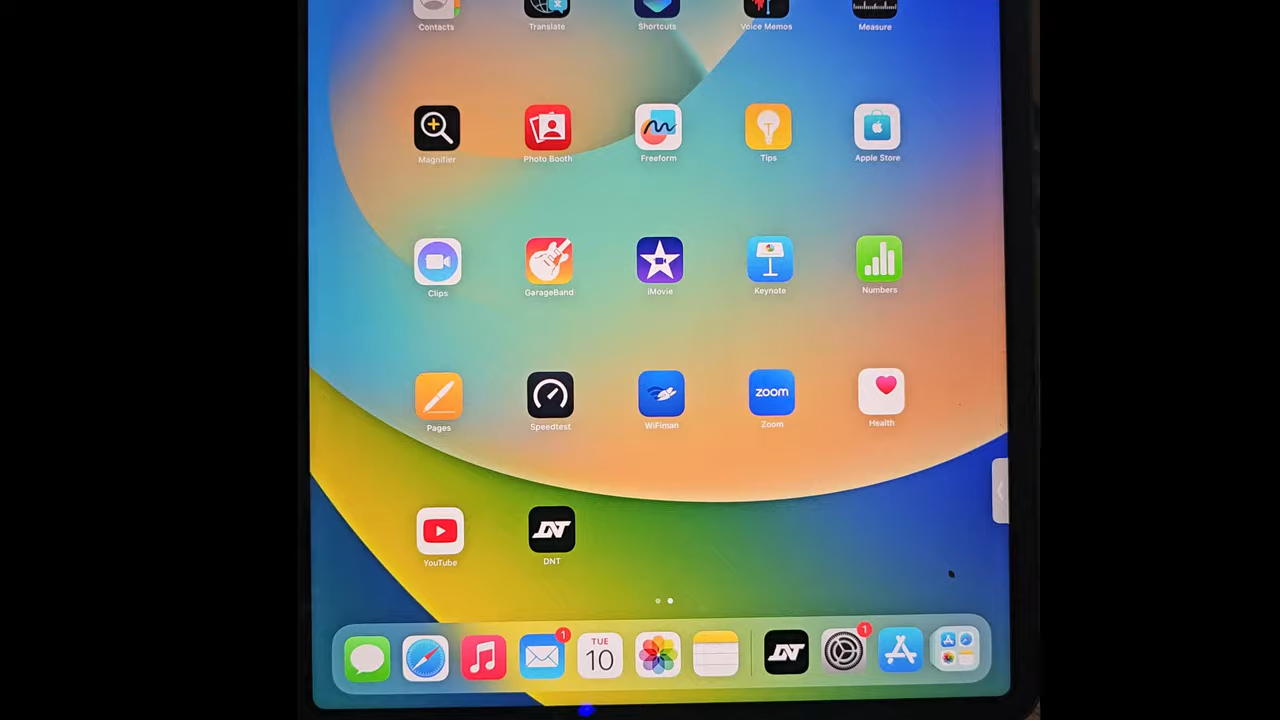 Contacts Translate Shortcuts Voice Memos Measure
Magnifier Photo Booth Freeform Tips Apple Store
Clips GarageBand iMovie Keynote Numbers
zoom
Pages Speedtest WiFiman Zoom Health
DNT
YouTube DNT
1 1
TUE
10
DNT